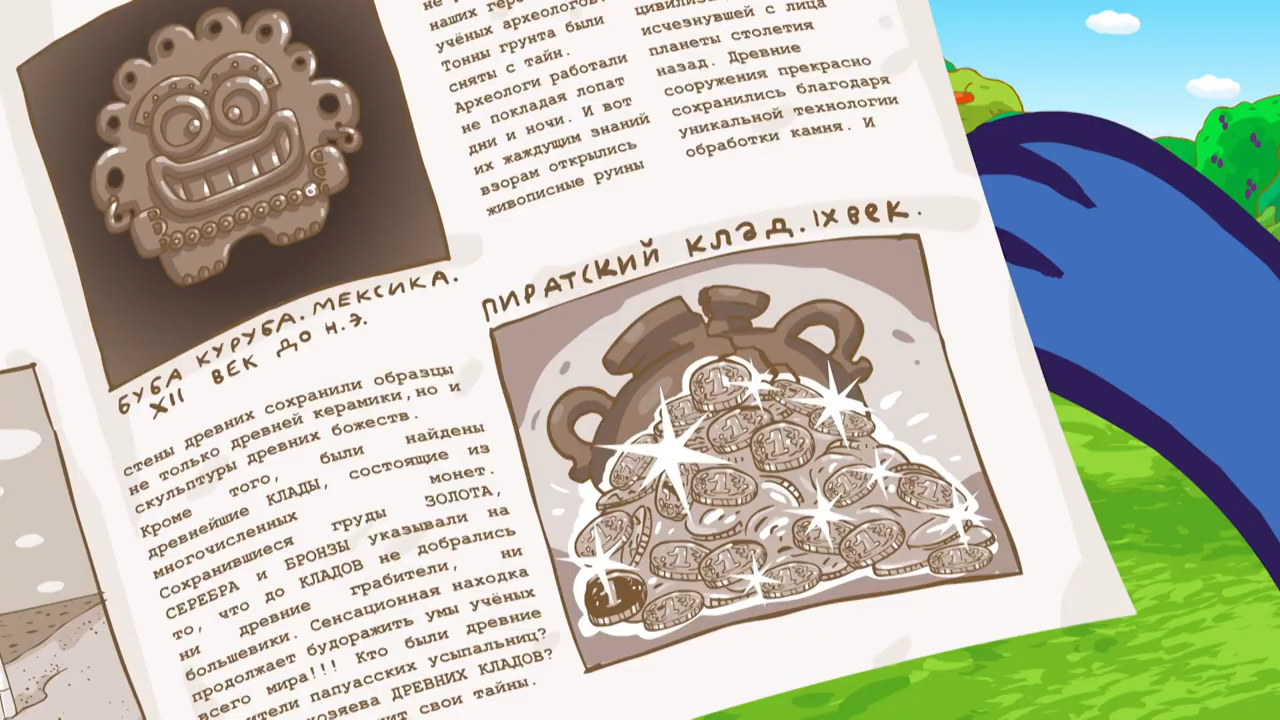 учёных археологов.
Тонны грунта были
сняты с тайн.
Археологи работали
не покладая лопат
дни и ночи. И вот
их жаждущим знаний
взорам открылись
живописные руины
исчезнувшей с лица
планеты столетия
назад. Древние
сооружения прекрасно
сохранились благодаря
уникальной технологии
обработки камня. И
БУБА КУРУБА. МЕКСИКА.
XII ВЕК ДО Н.Э.
ПИРАТСКИЙ КЛАД. IX ВЕК.
стены древних сохранили образцы
не только древней керамики, но и
скульптуры древних божеств.
Кроме того, были найдены
древнейшие КЛАДЫ, состоящие из
многочисленных монет.
Сохранившиеся груды ЗОЛОТА,
СЕРЕБРА и БРОНЗЫ указывали на
то, что до КЛАДОВ не добрались
ни древние грабители, ни
большевики. Сенсационная находка
продолжает будоражить умы учёных
всего мира!!! Кто были древние
папуасских усыпальниц?
ДРЕВНИХ КЛАДОВ?
свои тайны.